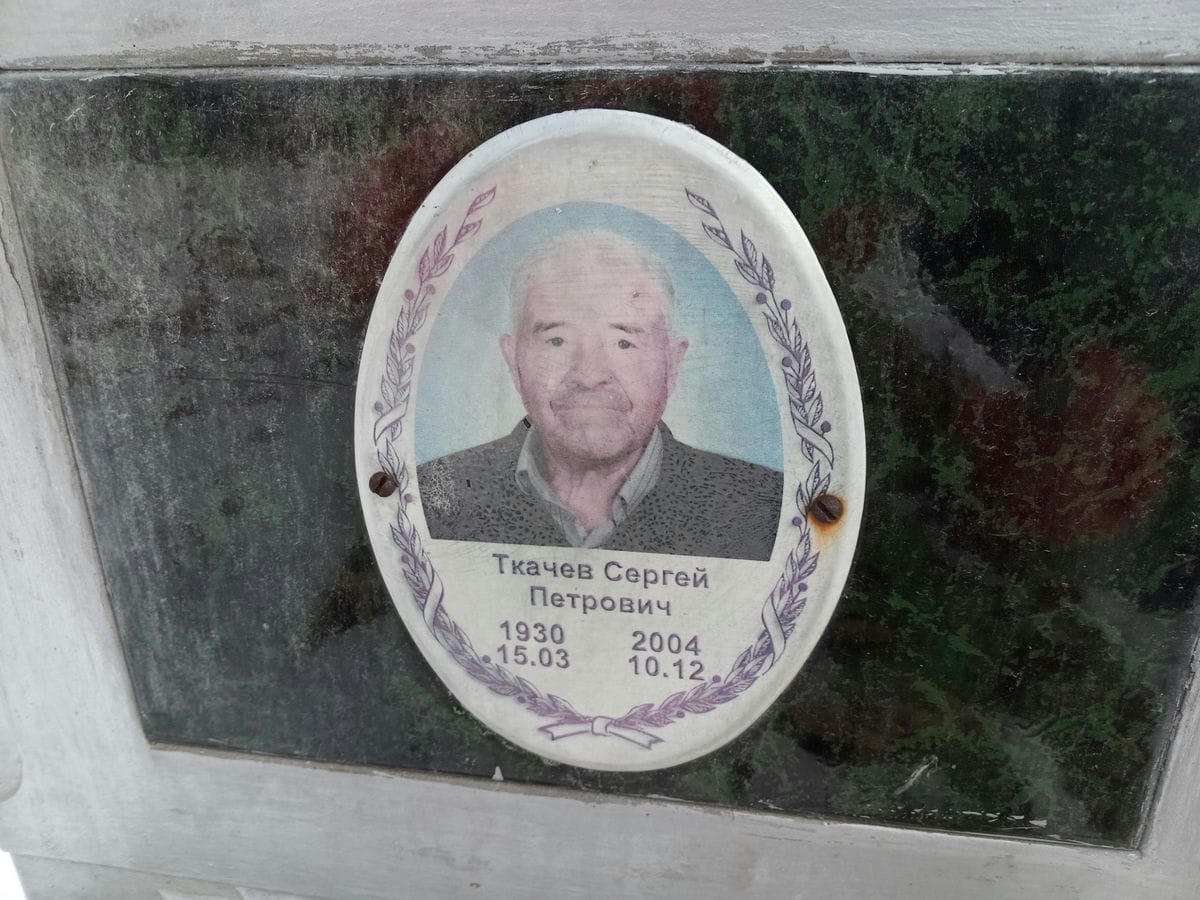 Ткачев Сергей
Петрович
1930 2004
15.03 10.12